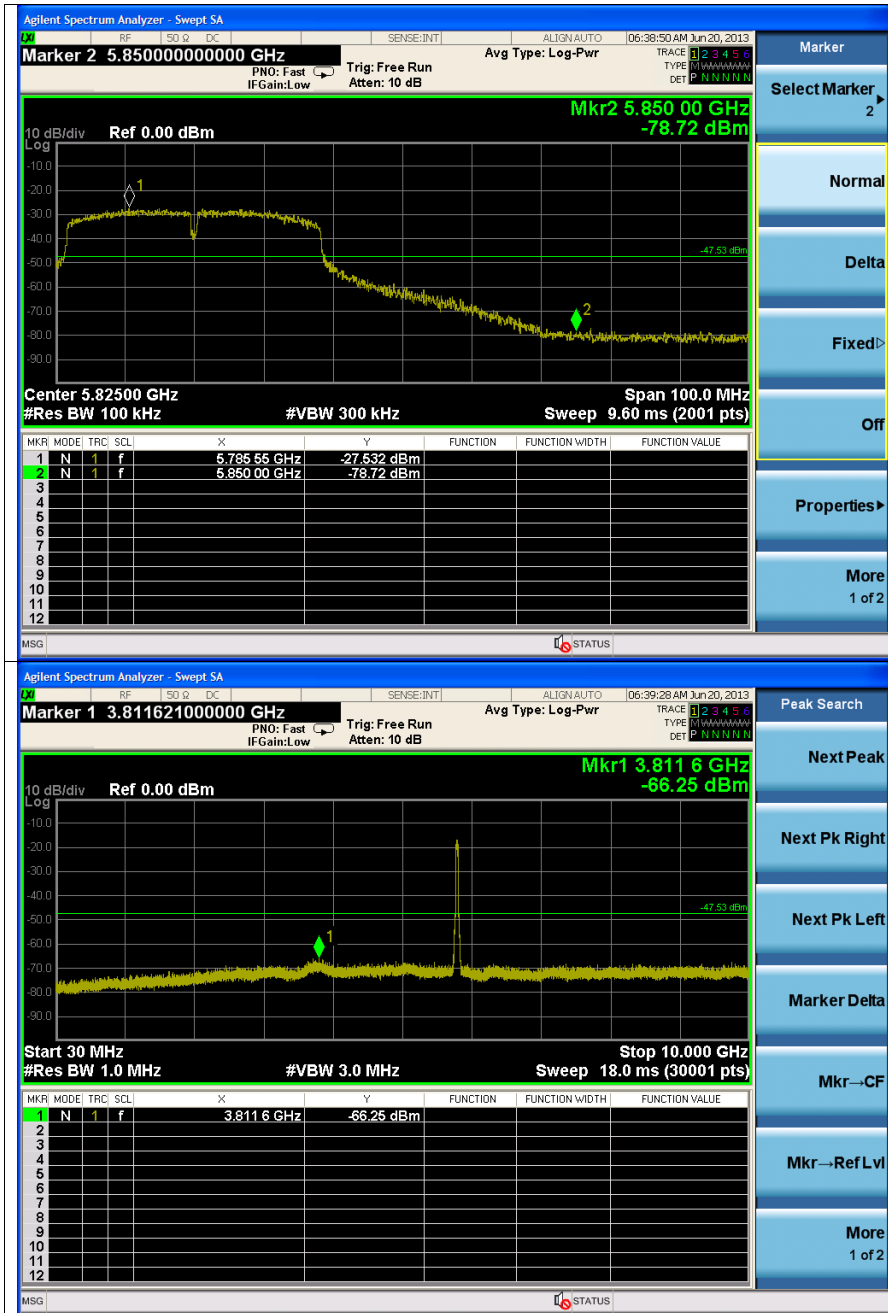 Agilent Spectrum Analyzer - Swept SA
LXI RF 50 Ω DC SENSE:INT ALIGN AUTO 06:38:50 AM Jun 20, 2013
Marker 2 5.850000000000 GHz
PNO: Fast
IFGain:Low
Trig: Free Run
Atten: 10 dB
Avg Type: Log-Pwr
TRACE 1 2 3 4 5 6
TYPE M W W W W W
DET P N N N N N
Mkr2 5.850 00 GHz
-78.72 dBm
10 dB/div Ref 0.00 dBm
Log
-10.0
-20.0
-30.0
-40.0
-50.0
-60.0
-70.0
-80.0
-90.0
1
2
-47.53 dBm
Center 5.82500 GHz Span 100.0 MHz
#Res BW 100 kHz #VBW 300 kHz Sweep 9.60 ms (2001 pts)
MKR MODE TRC SCL X Y FUNCTION FUNCTION WIDTH FUNCTION VALUE
1 N 1 f 5.785 55 GHz -27.532 dBm
2 N 1 f 5.850 00 GHz -78.72 dBm
3
4
5
6
7
8
9
10
11
12
MSG STATUS
Marker
Select Marker
2
Normal
Delta
Fixed
Off
Properties
More
1 of 2
Agilent Spectrum Analyzer - Swept SA
LXI RF 50 Ω DC SENSE:INT ALIGN AUTO 06:39:28 AM Jun 20, 2013
Marker 1 3.811621000000 GHz
PNO: Fast
IFGain:Low
Trig: Free Run
Atten: 10 dB
Avg Type: Log-Pwr
TRACE 1 2 3 4 5 6
TYPE M W W W W W
DET P N N N N N
Mkr1 3.811 6 GHz
-66.25 dBm
10 dB/div Ref 0.00 dBm
Log
-10.0
-20.0
-30.0
-40.0
-50.0
-60.0
-70.0
-80.0
-90.0
1
-47.53 dBm
Start 30 MHz Stop 10.000 GHz
#Res BW 1.0 MHz #VBW 3.0 MHz Sweep 18.0 ms (30001 pts)
MKR MODE TRC SCL X Y FUNCTION FUNCTION WIDTH FUNCTION VALUE
1 N 1 f 3.811 6 GHz -66.25 dBm
2
3
4
5
6
7
8
9
10
11
12
MSG STATUS
Peak Search
Next Peak
Next Pk Right
Next Pk Left
Marker Delta
Mkr→CF
Mkr→Ref Lvl
More
1 of 2